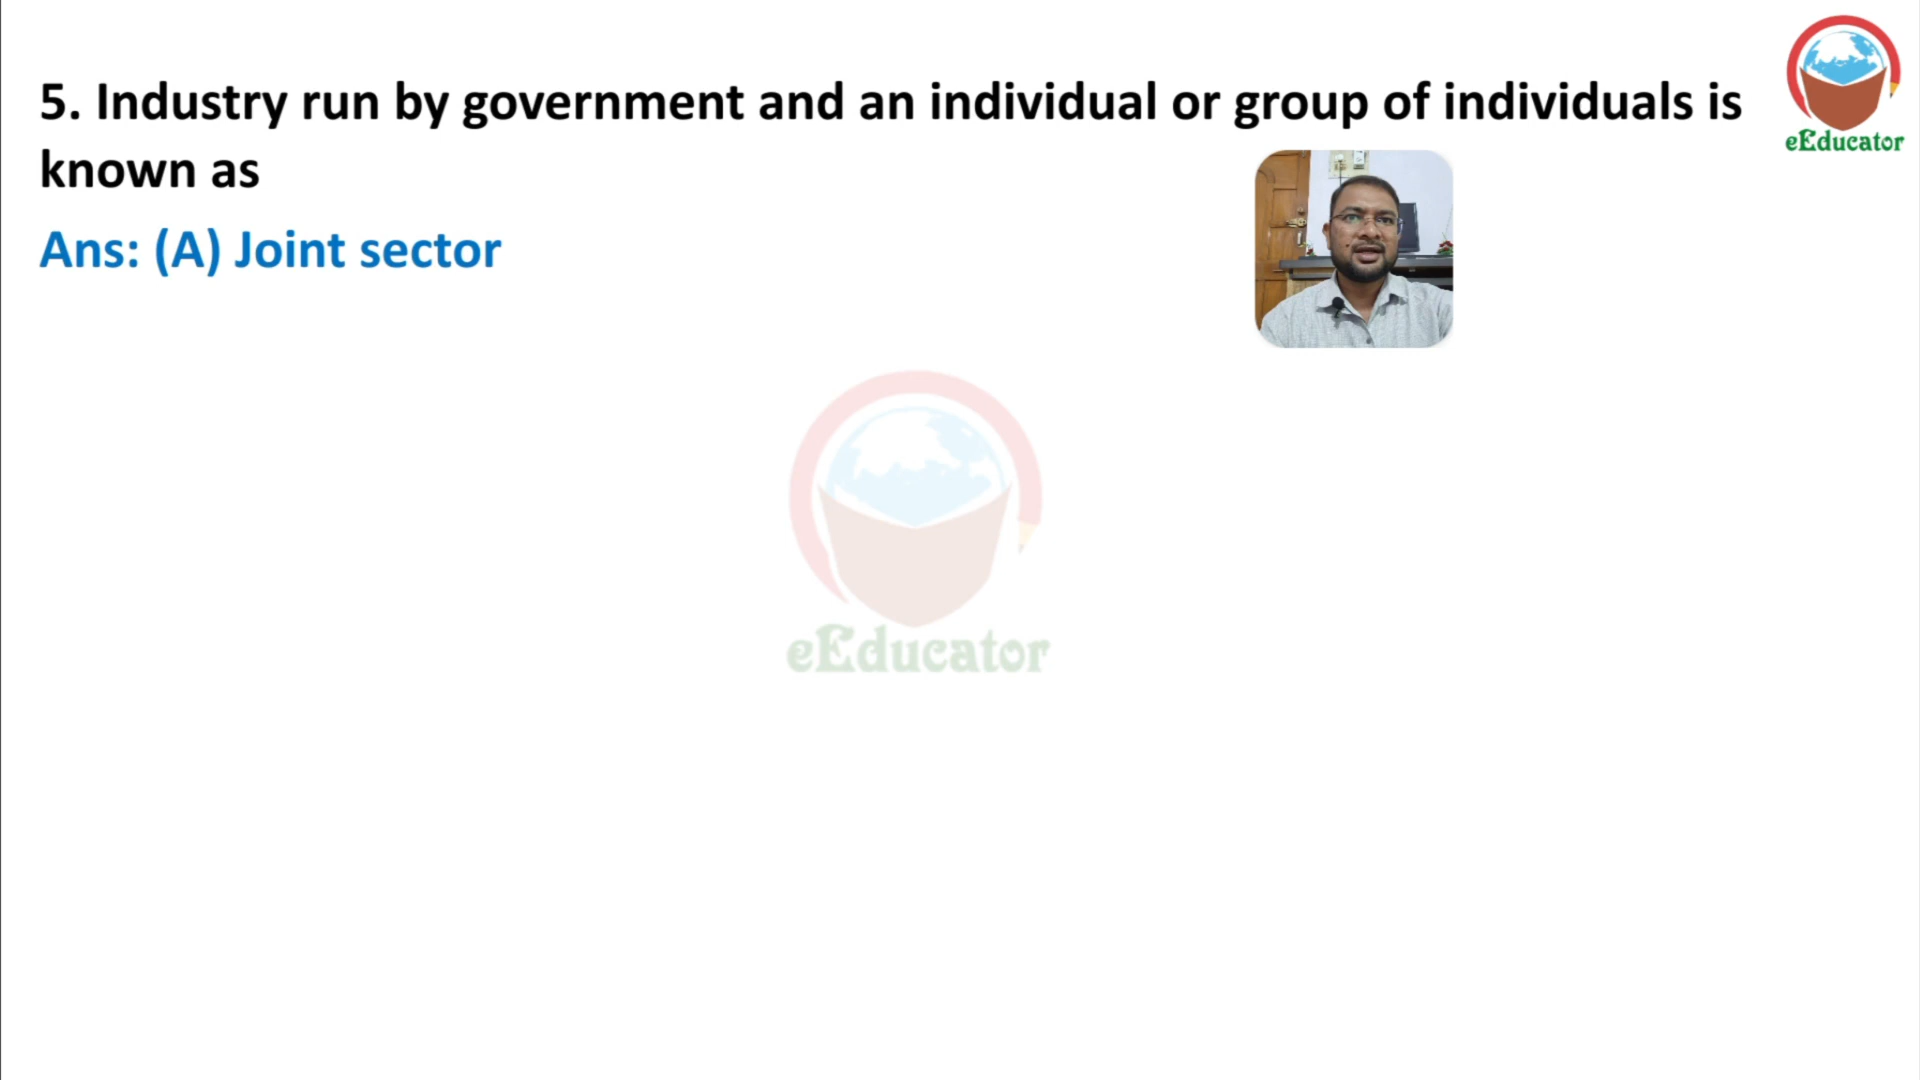 5. Industry run by government and an individual or group of individuals is
known as
Ans: (A) Joint sector
eEducator
eEducator